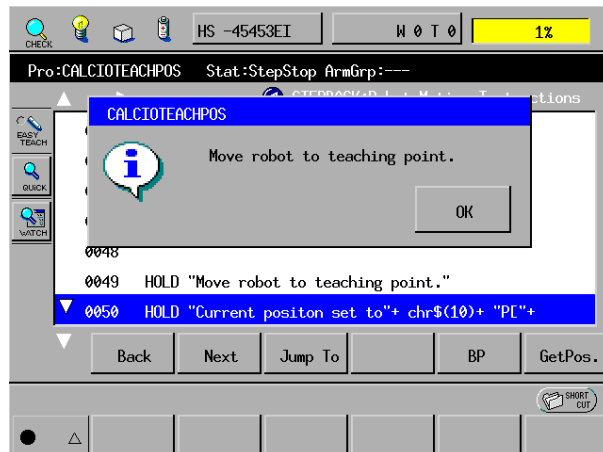 CHECK
HS -45453EI
W 0 T 0
1%
Pro:CALCIOTEACHPOS Stat:StepStop ArmGrp:---
ctions
EASY
TEACH
QUICK
WATCH
CALCIOTEACHPOS
Move robot to teaching point.
OK
0048
0049 HOLD "Move robot to teaching point."
0050 HOLD "Current positon set to"+ chr$(10)+ "P["+
Back
Next
Jump To
BP
GetPos.
SHORT
CUT